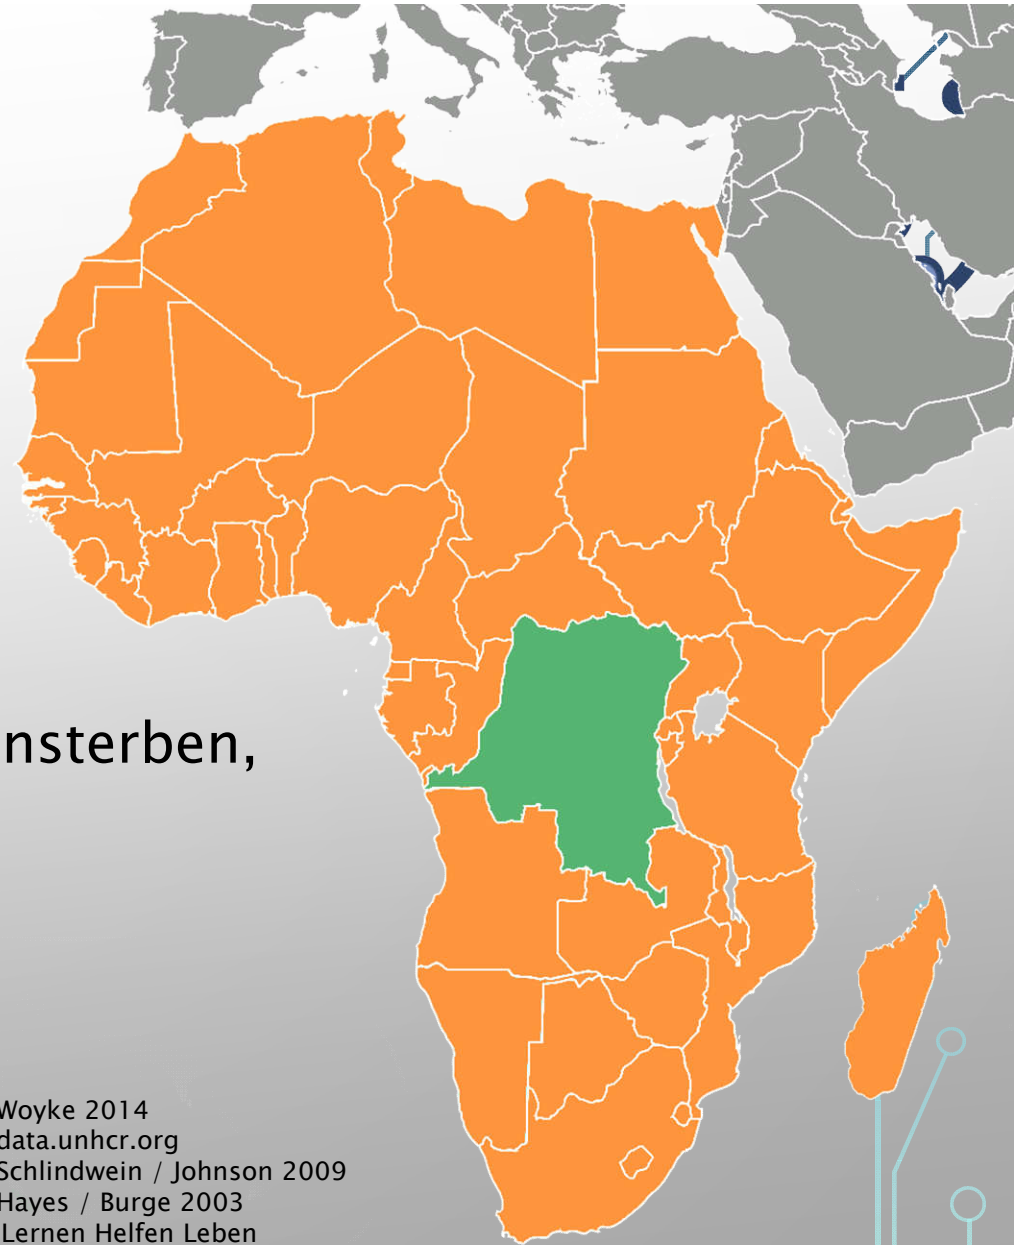 nsterben,
Woyke 2014
data.unhcr.org
Schlindwein / Johnson 2009
Hayes / Burge 2003
Lernen Helfen Leben